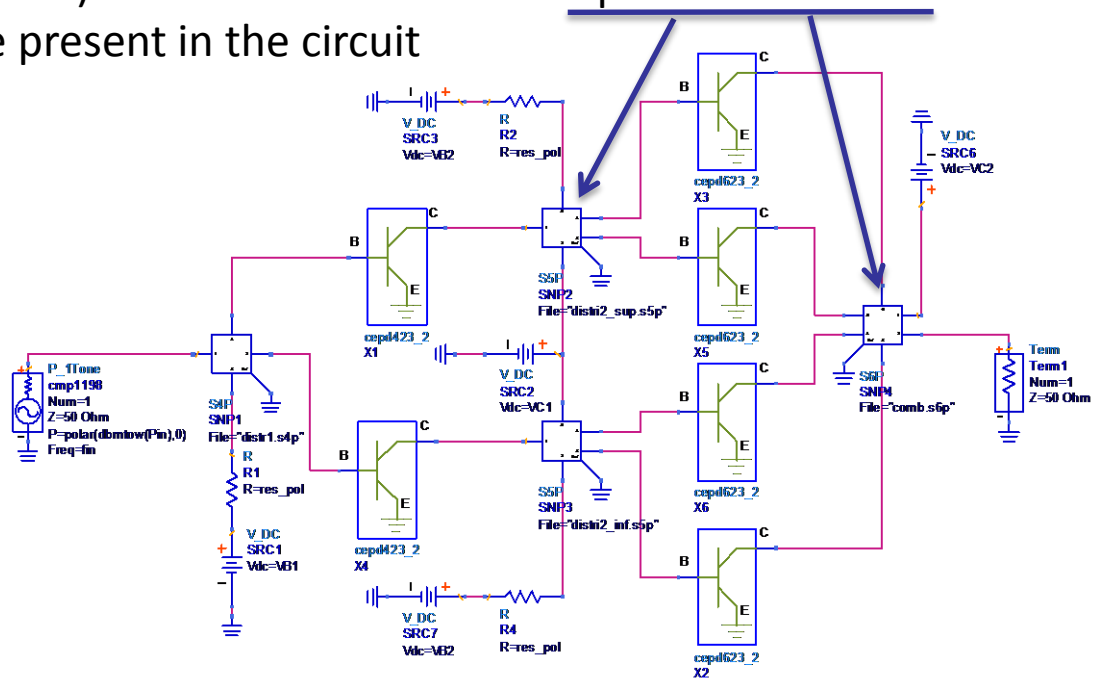 e present in the circuit
V_DC
SRC3
Vdc=VB2
R
R2
R=res_pol
B
C
E
cepd623_2
X3
V_DC
SRC6
Vdc=VC2
B
C
E
cepd423_2
X1
S5P
SNP2
File="distri2_sup.s5p"
B
C
E
cepd623_2
X5
P_1Tone
cmp1198
Num=1
Z=50 Ohm
P=polar(dbmtow(Pin),0)
Freq=fin
S4P
SNP1
File="distr1.s4p"
V_DC
SRC2
Vdc=VC1
S6P
SNP4
File="comb.s6p"
Term
Term1
Num=1
Z=50 Ohm
R
R1
R=res_pol
B
C
E
cepd423_2
X4
S5P
SNP3
File="distri2_inf.s5p"
B
C
E
cepd623_2
X6
V_DC
SRC1
Vdc=VB1
V_DC
SRC7
Vdc=VB2
R
R4
R=res_pol
B
C
E
cepd623_2
X2